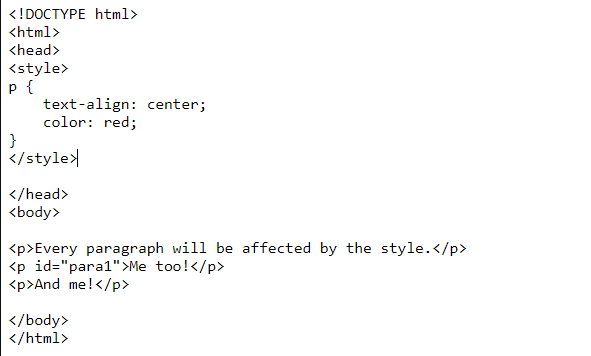 <!DOCTYPE html>
<html>
<head>
<style>
p {
    text-align: center;
    color: red;
}
</style>
</head>
<body>
<p>Every paragraph will be affected by the style.</p>
<p id="para1">Me too!</p>
<p>And me!</p>
</body>
</html>